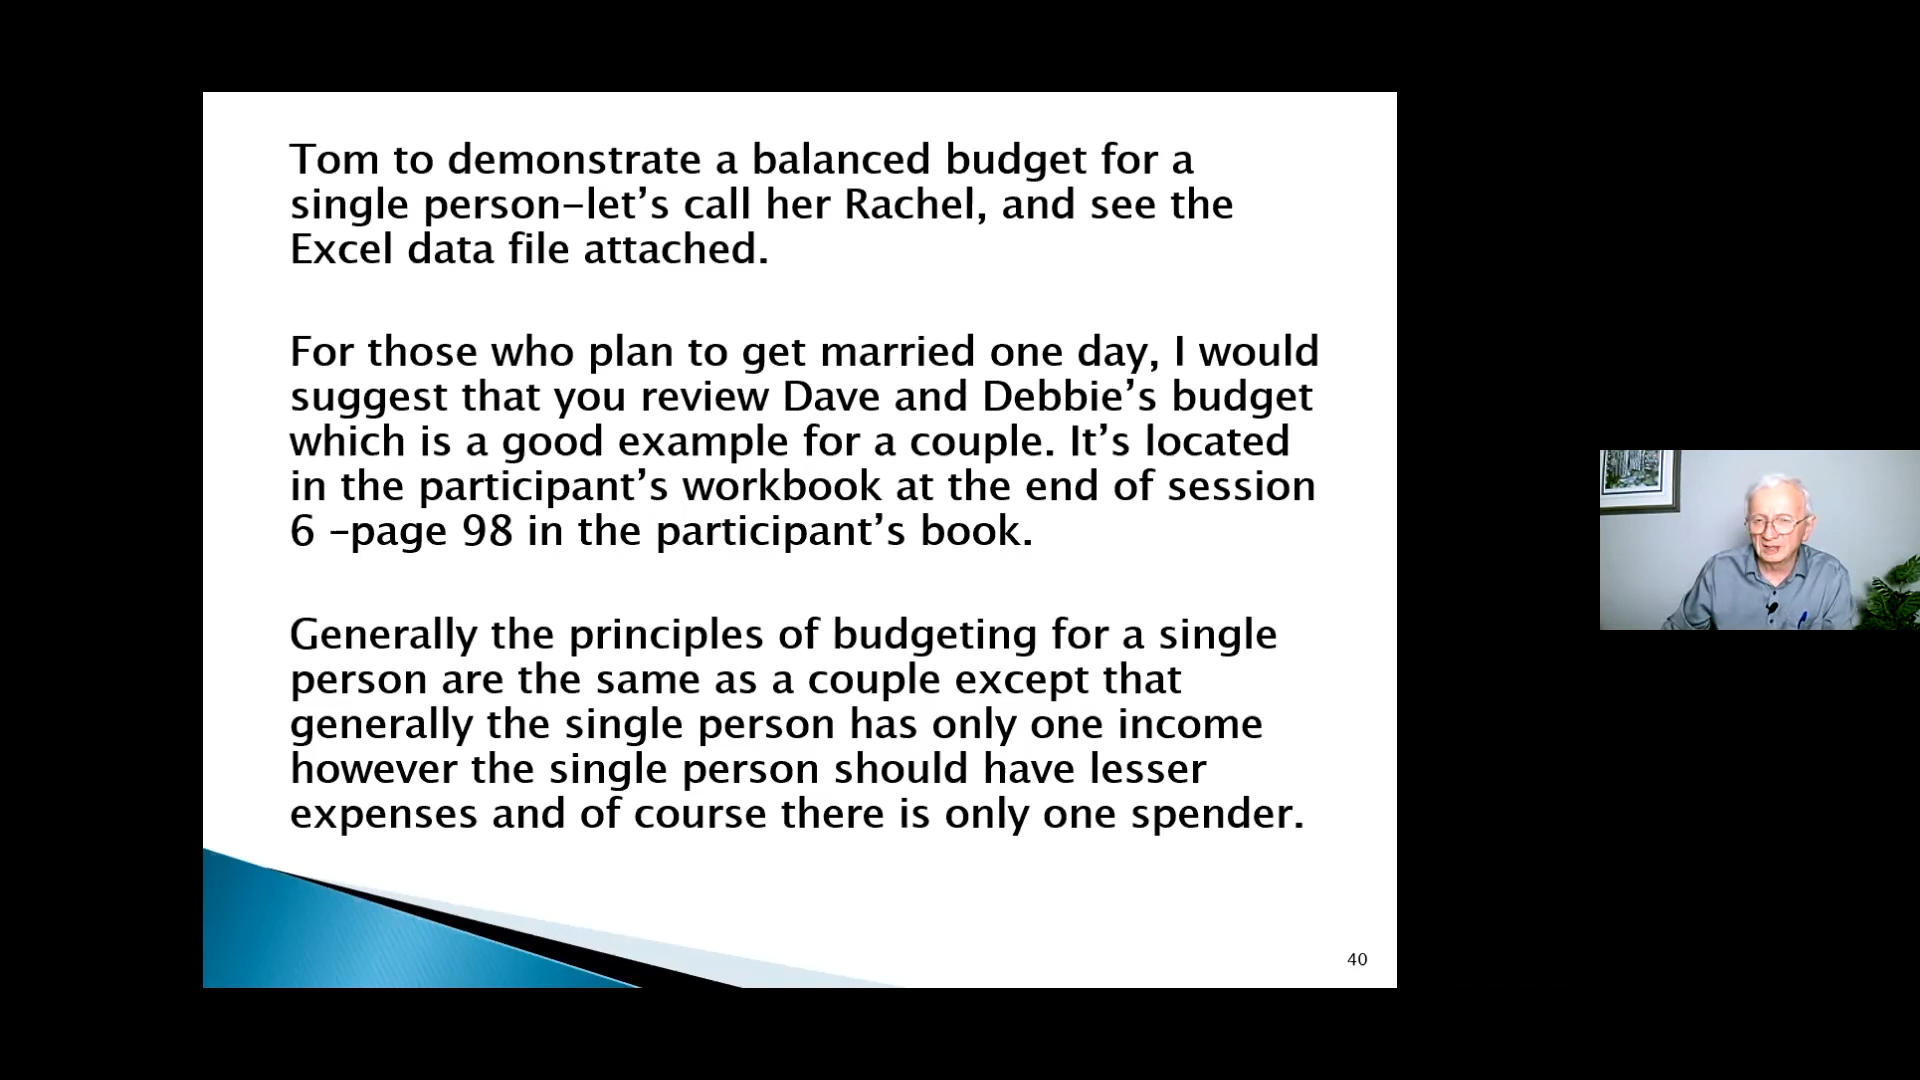 Tom to demonstrate a balanced budget for a
single person–let’s call her Rachel, and see the
Excel data file attached.
For those who plan to get married one day, I would
suggest that you review Dave and Debbie’s budget
which is a good example for a couple. It’s located
in the participant’s workbook at the end of session
6 –page 98 in the participant’s book.
Generally the principles of budgeting for a single
person are the same as a couple except that
generally the single person has only one income
however the single person should have lesser
expenses and of course there is only one spender.
40